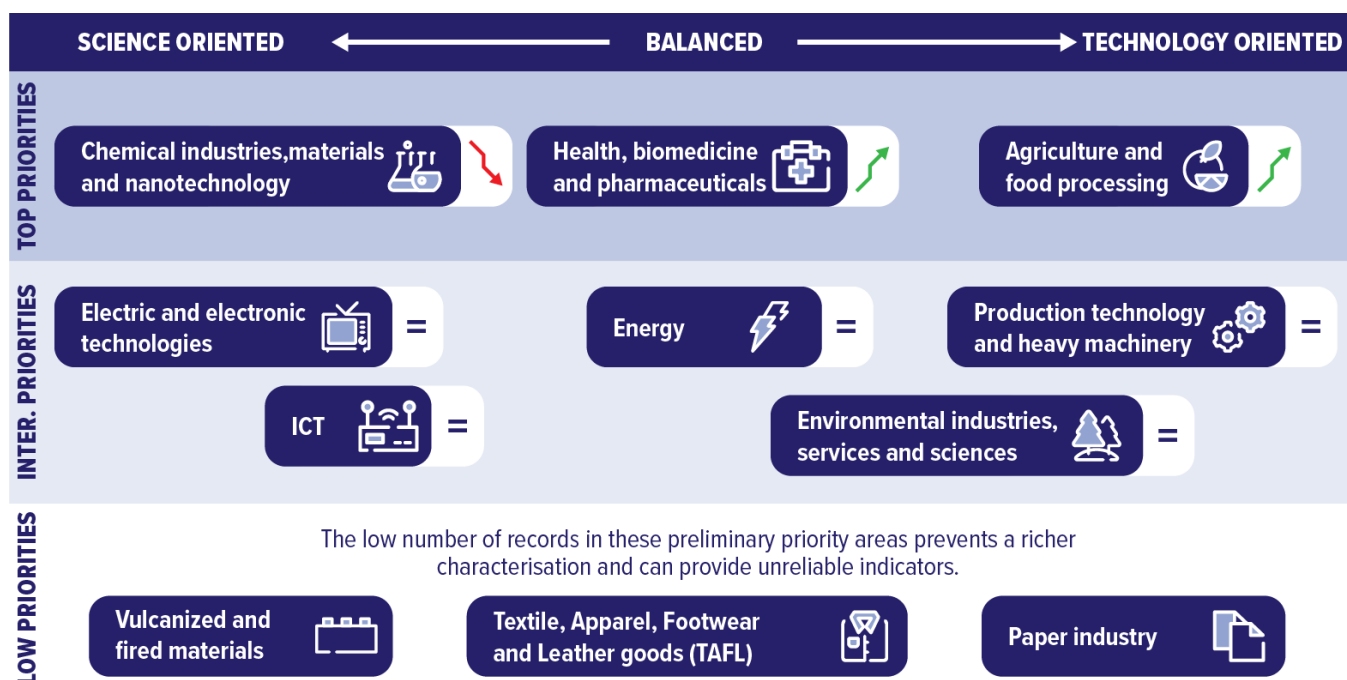 SCIENCE ORIENTED
BALANCED
TECHNOLOGY ORIENTED
TOP PRIORITIES
Chemical industries,materials
and nanotechnology
Health, biomedicine
and pharmaceuticals
Agriculture and
food processing
INTER. PRIORITIES
Electric and electronic
technologies
=
Energy
=
Production technology
and heavy machinery
=
ICT
=
Environmental industries,
services and sciences
=
LOW PRIORITIES
The low number of records in these preliminary priority areas prevents a richer
characterisation and can provide unreliable indicators.
Vulcanized and
fired materials
Textile, Apparel, Footwear
and Leather goods (TAFL)
Paper industry